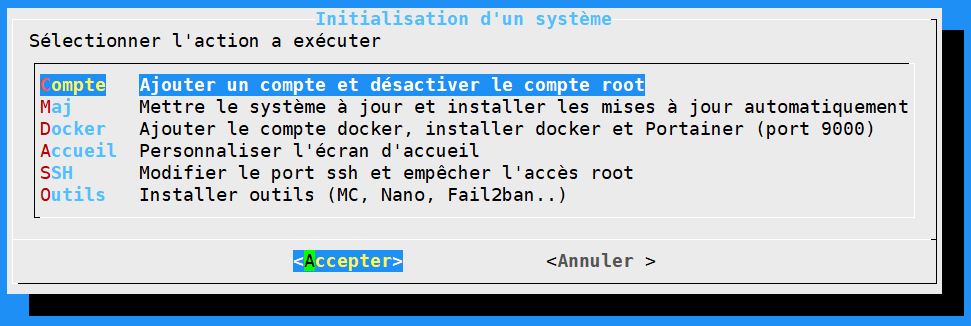 Initialisation d'un système
Sélectionner l'action a exécuter
Compte Ajouter un compte et désactiver le compte root
Maj Mettre le système à jour et installer les mises à jour automatiquement
Docker Ajouter le compte docker, installer docker et Portainer (port 9000)
Accueil Personnaliser l'écran d'accueil
SSH Modifier le port ssh et empêcher l'accès root
Outils Installer outils (MC, Nano, Fail2ban..)
<Accepter> <Annuler >